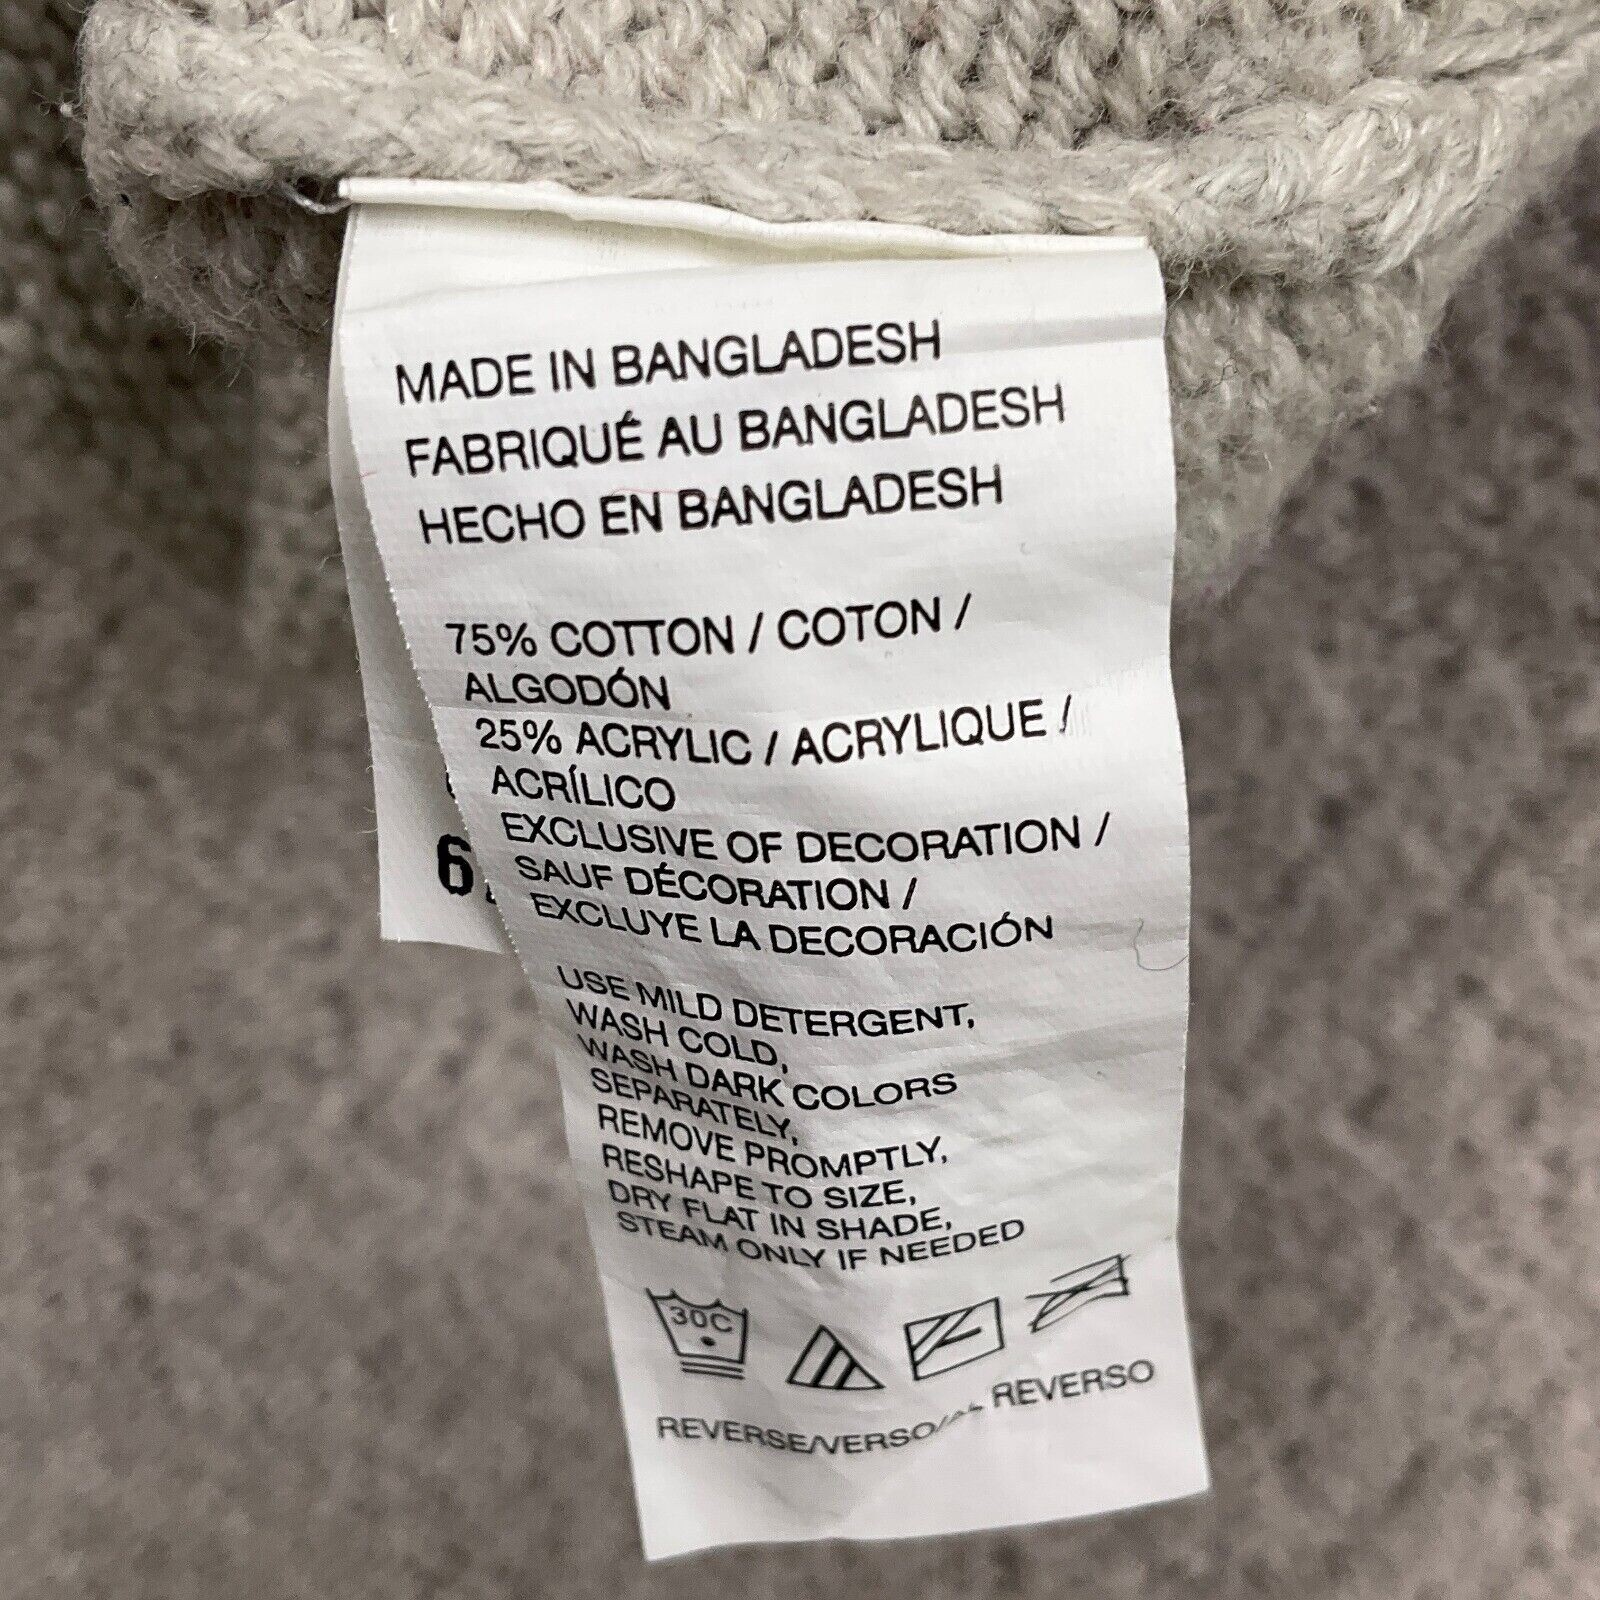 MADE IN BANGLADESH
FABRIQUÉ AU BANGLADESH
HECHO EN BANGLADESH
75% COTTON / COTON /
ALGODÓN
25% ACRYLIC / ACRYLIQUE /
ACRÍLICO
EXCLUSIVE OF DECORATION /
SAUF DÉCORATION /
EXCLUYE LA DECORACIÓN
USE MILD DETERGENT,
WASH COLD,
WASH DARK COLORS
SEPARATELY,
REMOVE PROMPTLY,
RESHAPE TO SIZE,
DRY FLAT IN SHADE,
STEAM ONLY IF NEEDED
30C
REVERSE/VERSO/AL REVERSO
6